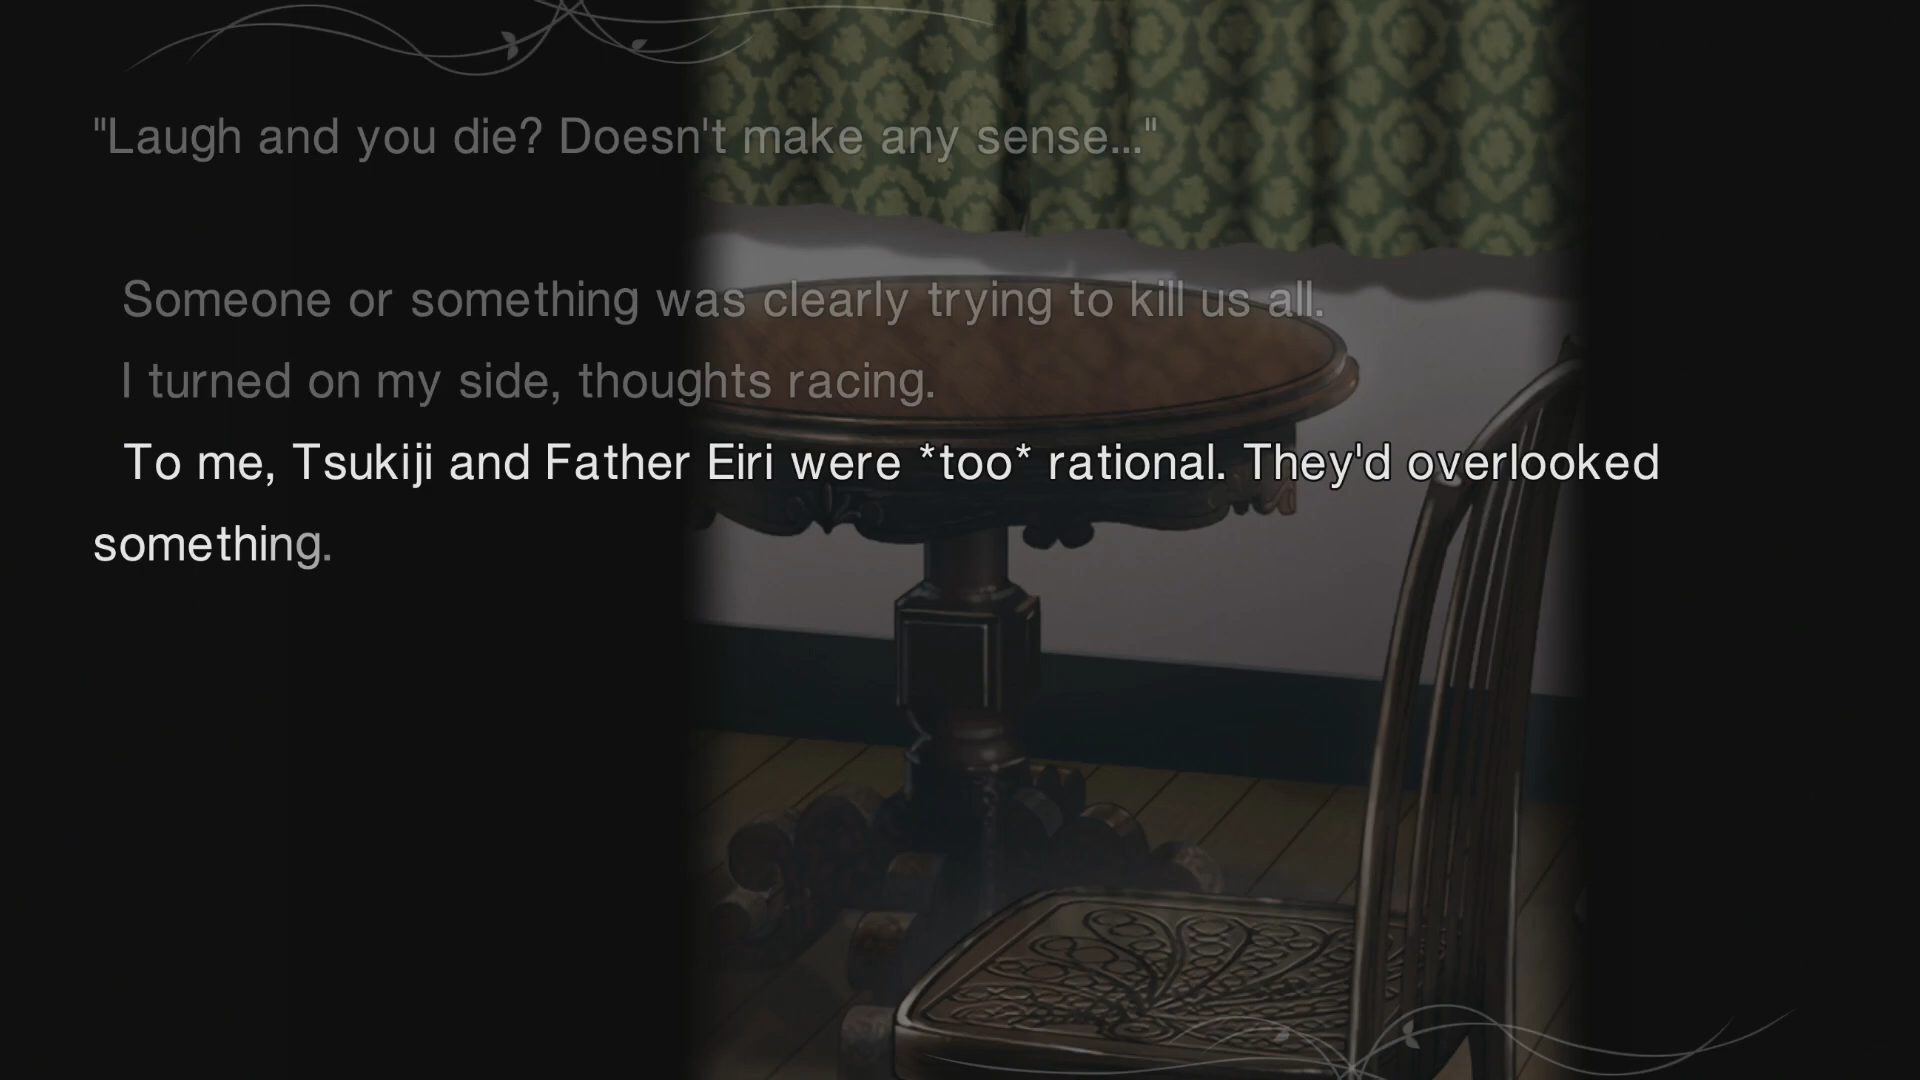 "Laugh and you die? Doesn't make any sense..."
Someone or something was clearly trying to kill us all.
I turned on my side, thoughts racing.
To me, Tsukiji and Father Eiri were *too* rational. They'd overlooked
something.